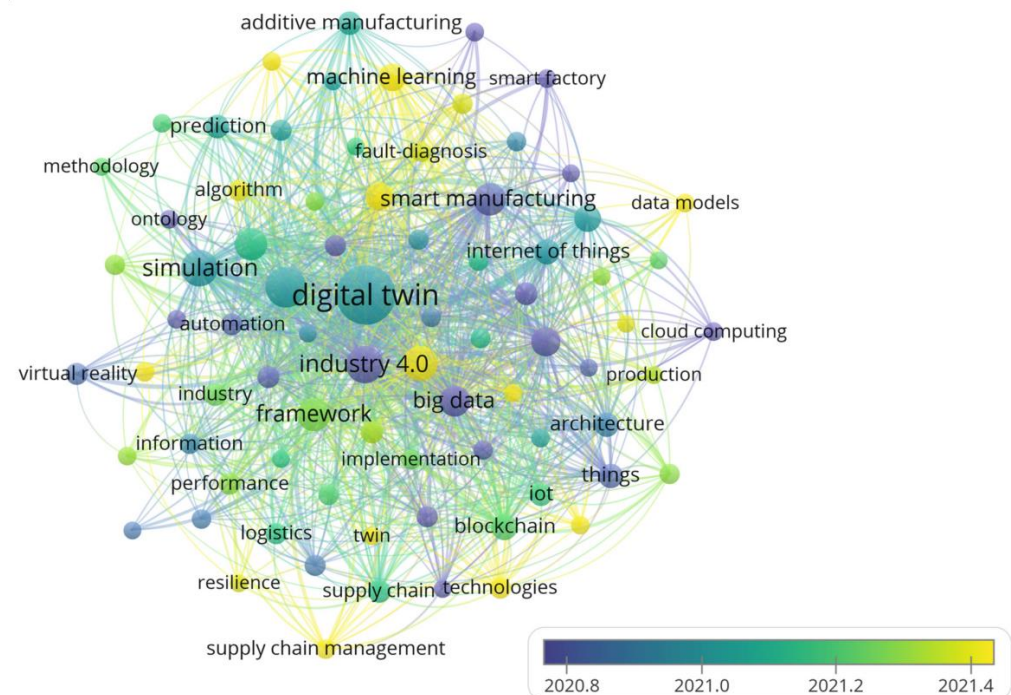 additive manufacturing
machine learning
smart factory
prediction
fault-diagnosis
methodology
algorithm
smart manufacturing
data models
ontology
internet of things
simulation
digital twin
automation
cloud computing
industry 4.0
virtual reality
production
industry
big data
framework
architecture
information
implementation
things
performance
iot
blockchain
logistics
twin
resilience
supply chain
technologies
supply chain management
2020.8
2021.0
2021.2
2021.4